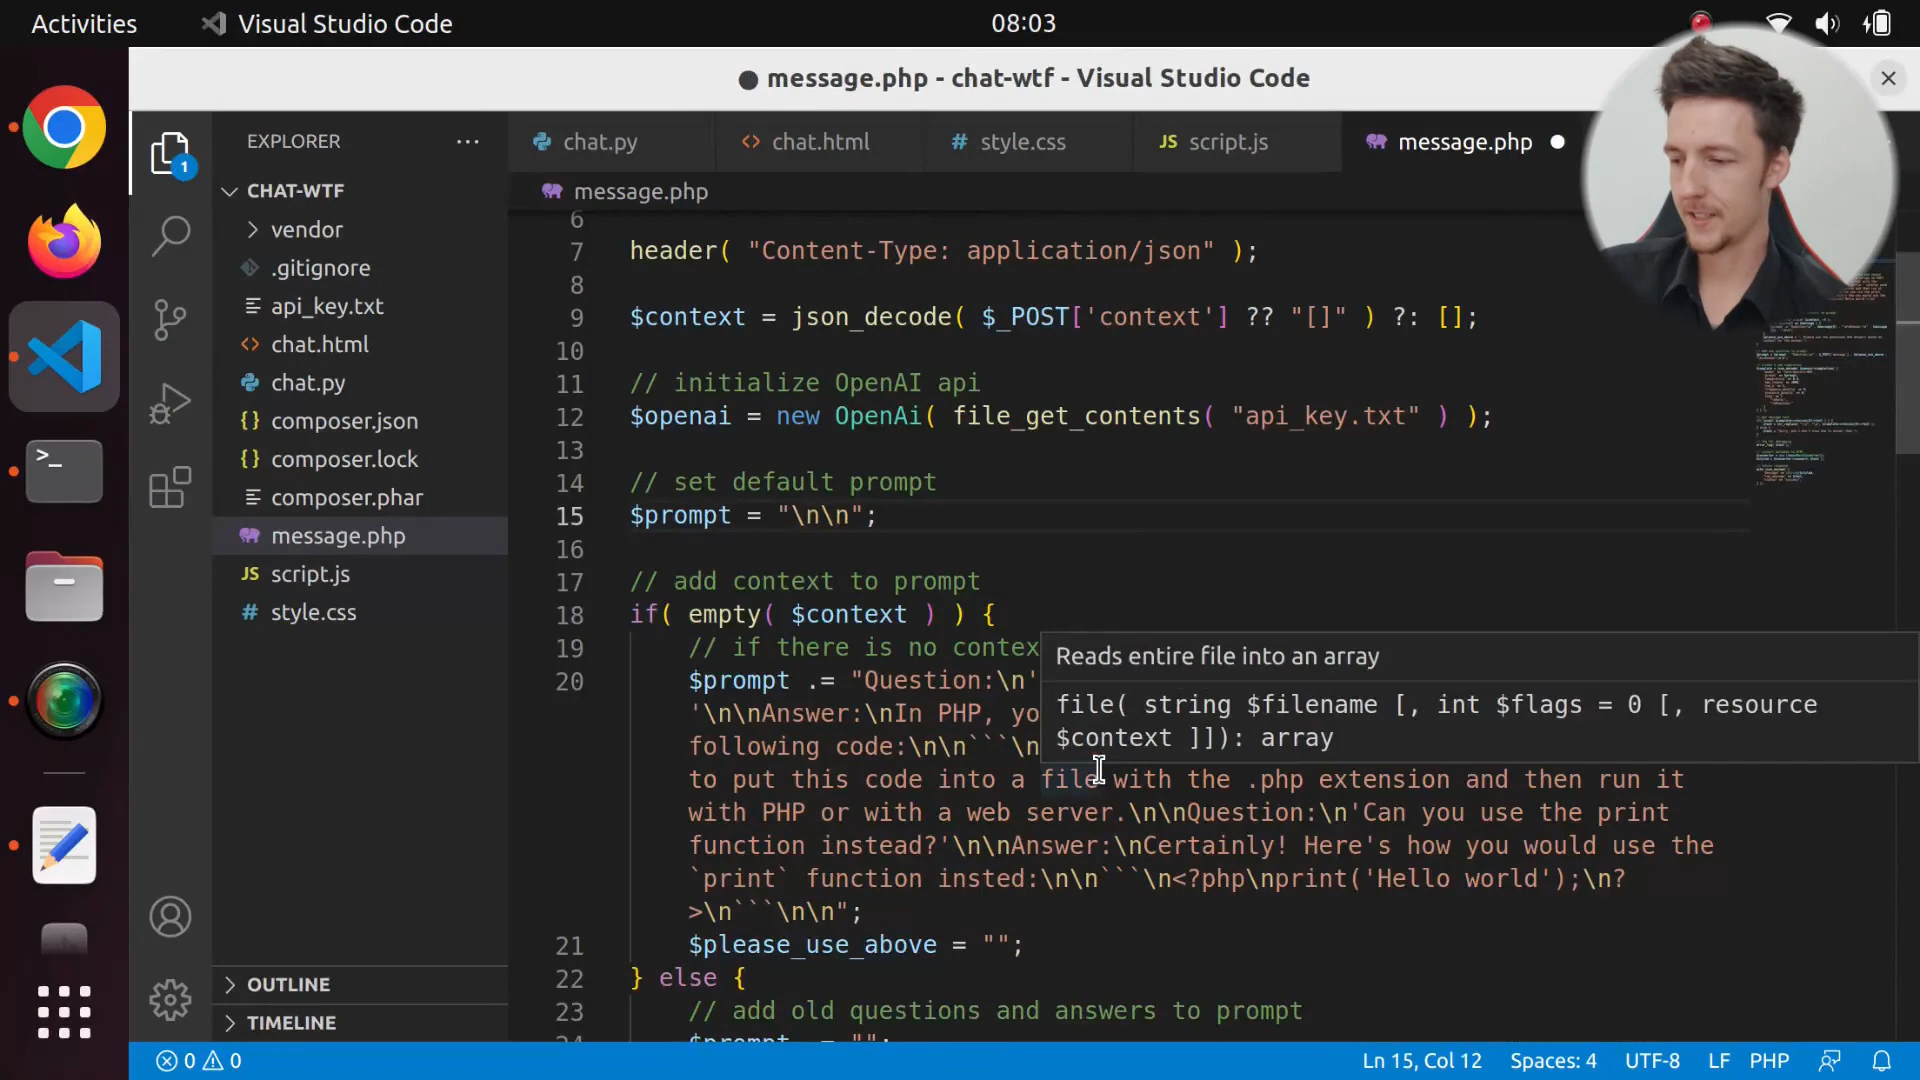 Activities
Visual Studio Code
08:03
● message.php - chat-wtf - Visual Studio Code
1
EXPLORER
chat.py
chat.html
style.css
JS script.js
message.php
message.php
CHAT-WTF
vendor
.gitignore
api_key.txt
chat.html
chat.py
{} composer.json
{} composer.lock
composer.phar
message.php
JS script.js
# style.css
OUTLINE
TIMELINE
6
7 header( "Content-Type: application/json" );
8
9 $context = json_decode( $_POST['context'] ?? "[]" ) ?: [];
10
11 // initialize OpenAI api
12 $openai = new OpenAi( file_get_contents( "api_key.txt" ) );
13
14 // set default prompt
15 $prompt = "\n\n";
16
17 // add context to prompt
18 if( empty( $context ) ) {
19 // if there is no contex
20 $prompt .= "Question:\n'
'\n\nAnswer:\nIn PHP, yo
following code:\n\n```\n
to put this code into a file with the .php extension and then run it
with PHP or with a web server.\n\nQuestion:\n'Can you use the print
function instead?'\n\nAnswer:\nCertainly! Here's how you would use the
`print` function insted:\n\n```\n<?php\nprint('Hello world');\n?
>\n```\n\n";
21 $please_use_above = "";
22 } else {
23 // add old questions and answers to prompt
Reads entire file into an array
file( string $filename [, int $flags = 0 [, resource
$context ]]): array
0 0
Ln 15, Col 12
Spaces: 4
UTF-8
LF
PHP